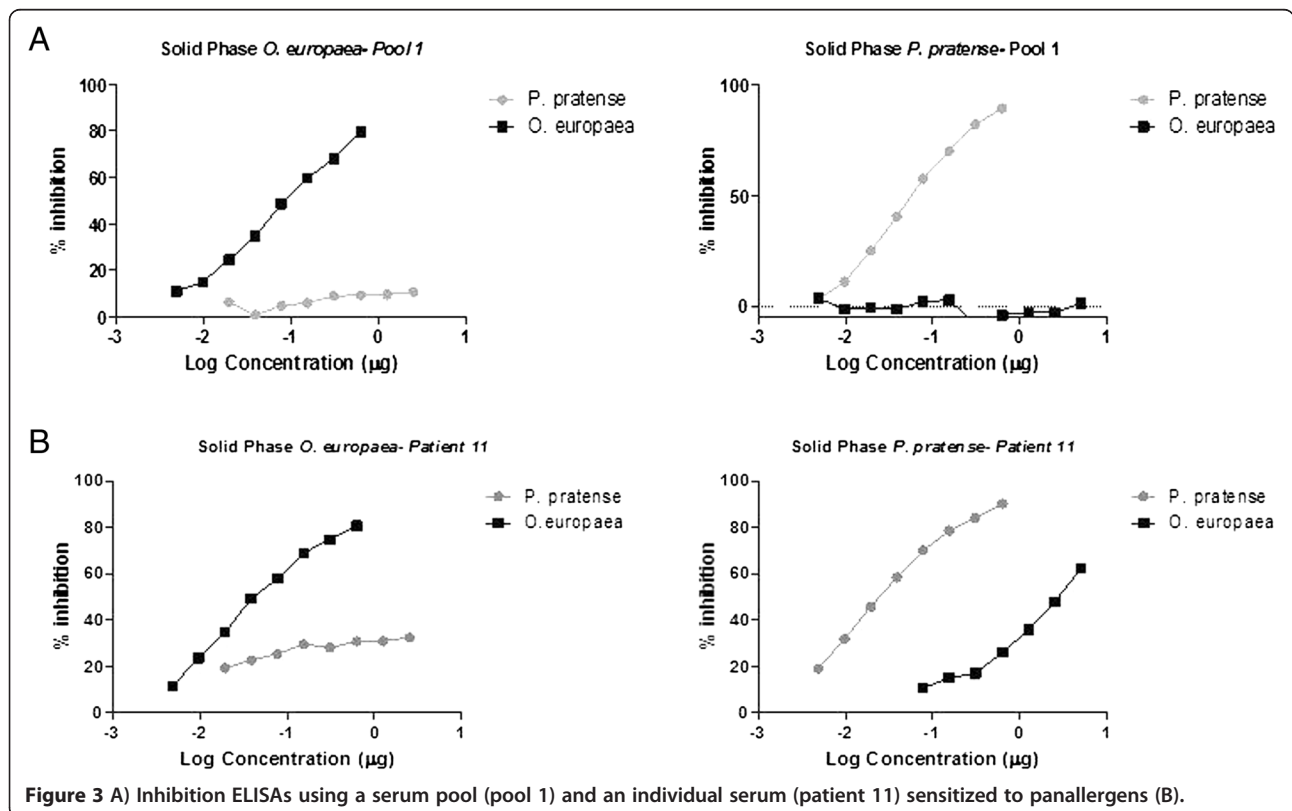 A
Solid Phase O. europaea- Pool 1
100
80
60
40
20
0
% inhibition
-3
-2
-1
0
1
Log Concentration (µg)
P. pratense
O. europaea
Solid Phase P. pratense- Pool 1
100
50
0
% inhibition
-3
-2
-1
0
1
Log Concentration (µg)
P. pratense
O. europaea
B
Solid Phase O. europaea- Patient 11
100
80
60
40
20
0
% inhibition
-3
-2
-1
0
1
Log Concentration (µg)
P. pratense
O.europaea
Solid Phase P. pratense- Patient 11
100
80
60
40
20
0
% inhibition
-3
-2
-1
0
1
Log Concentration (µg)
P. pratense
O. europaea
Figure 3 A) Inhibition ELISAs using a serum pool (pool 1) and an individual serum (patient 11) sensitized to panallergens (B).